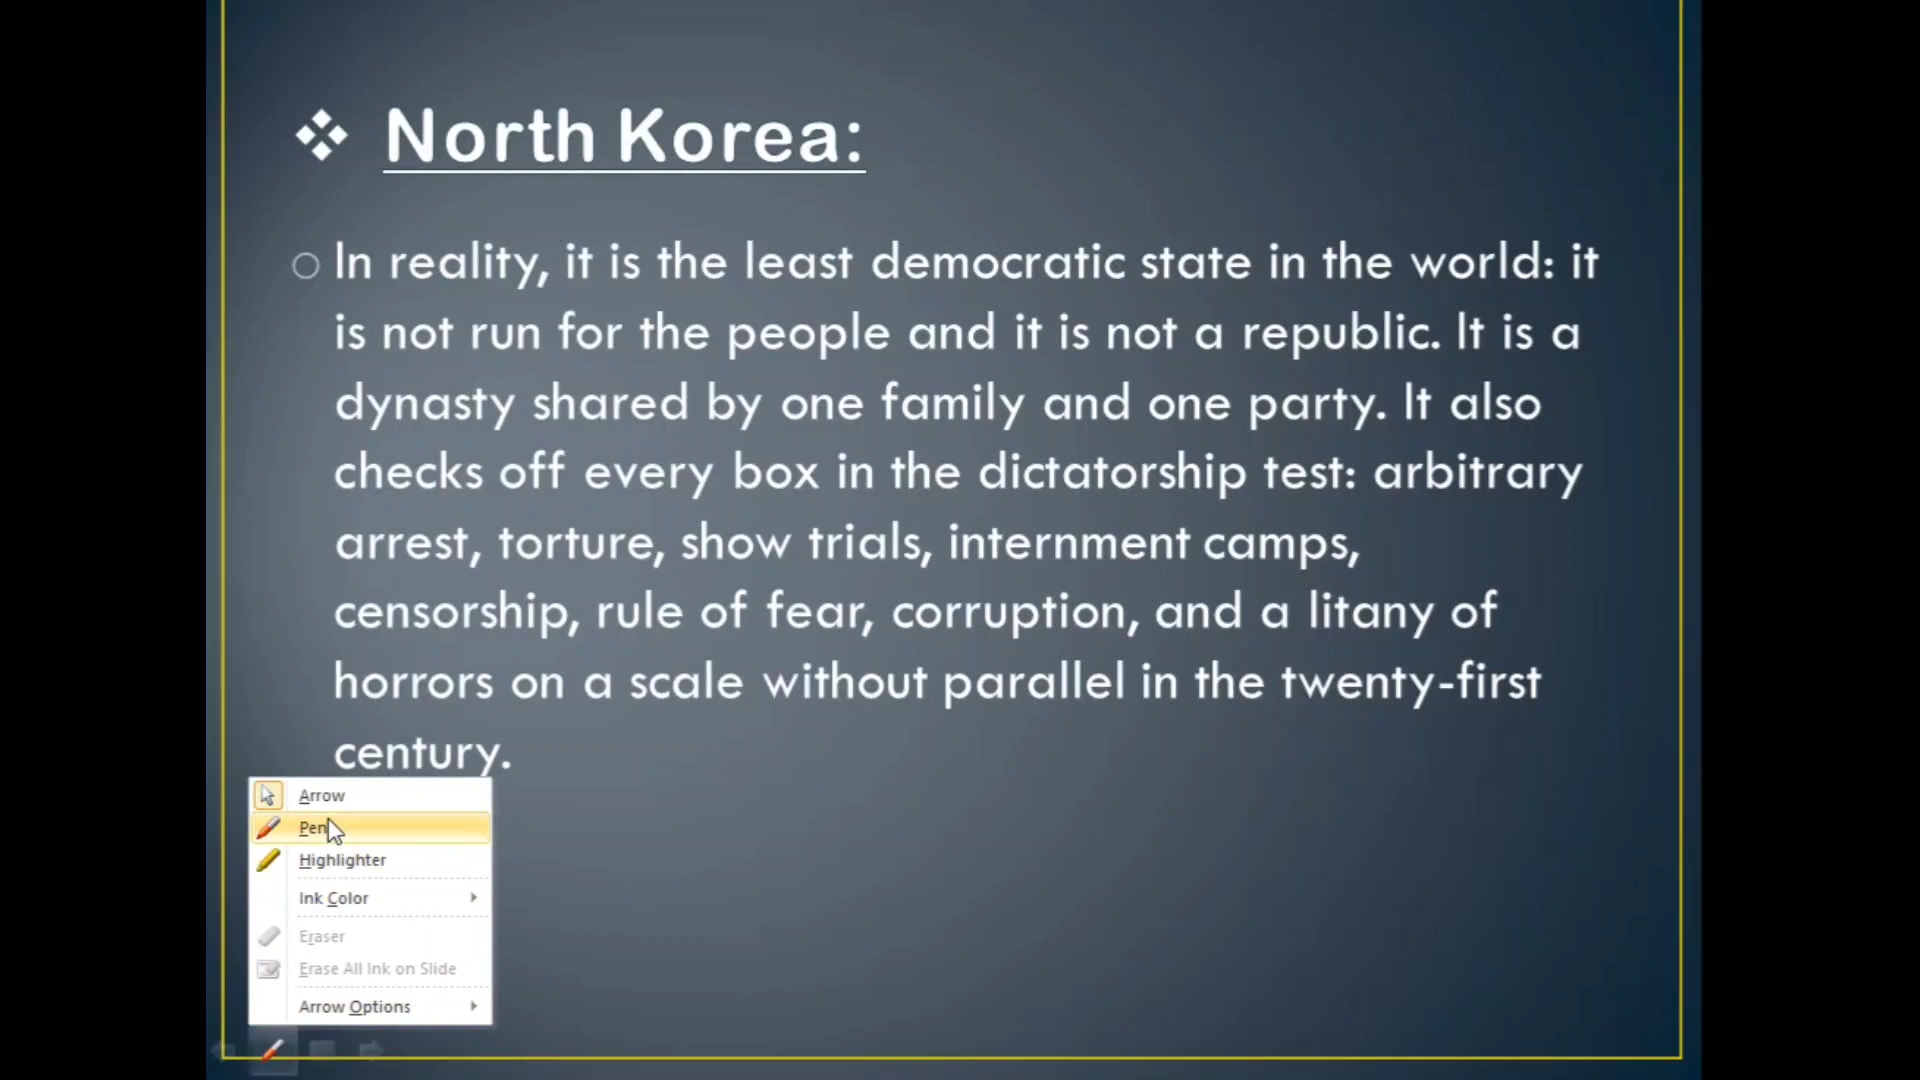 North Korea:
In reality, it is the least democratic state in the world: it
is not run for the people and it is not a republic. It is a
dynasty shared by one family and one party. It also
checks off every box in the dictatorship test: arbitrary
arrest, torture, show trials, internment camps,
censorship, rule of fear, corruption, and a litany of
horrors on a scale without parallel in the twenty-first
century.
Arrow
Pen
Highlighter
Ink Color
Eraser
Erase All Ink on Slide
Arrow Options